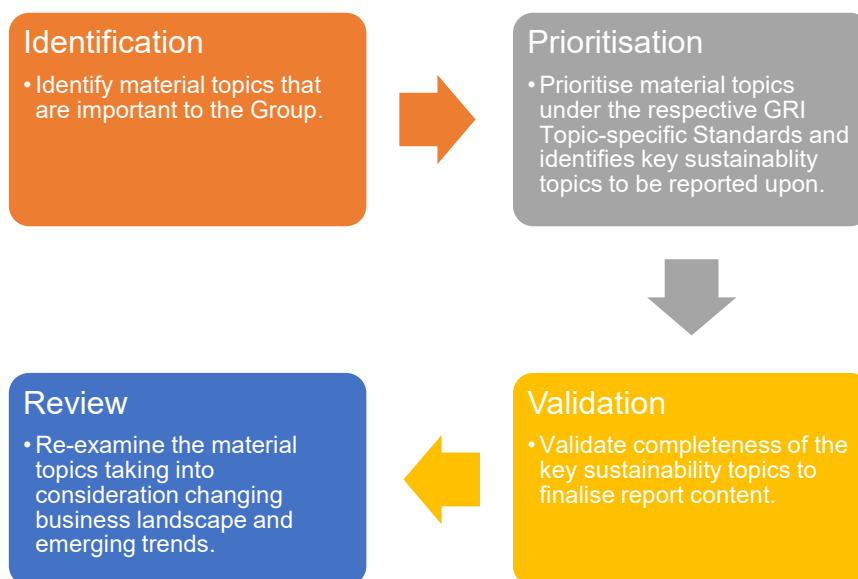 Identification
• Identify material topics that
are important to the Group.
Prioritisation
• Prioritise material topics
under the respective GRI
Topic-specific Standards and
identifies key sustainablity
topics to be reported upon.
Validation
• Validate completeness of the
key sustainability topics to
finalise report content.
Review
• Re-examine the material
topics taking into
consideration changing
business landscape and
emerging trends.